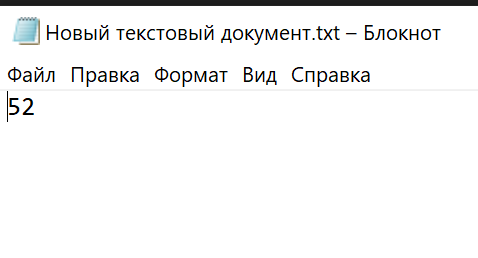 Новый текстовый документ.txt – Блокнот
Файл Правка Формат Вид Справка
52